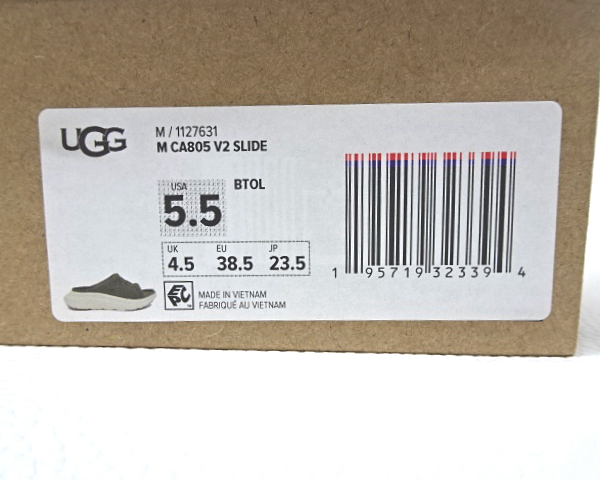 UGG
M / 1127631
M CA805 V2 SLIDE
USA
5.5
BTOL
UK EU JP
4.5 38.5 23.5
EPC
MADE IN VIETNAM
FABRIQUÉ AU VIETNAM
1 95719 32339 4